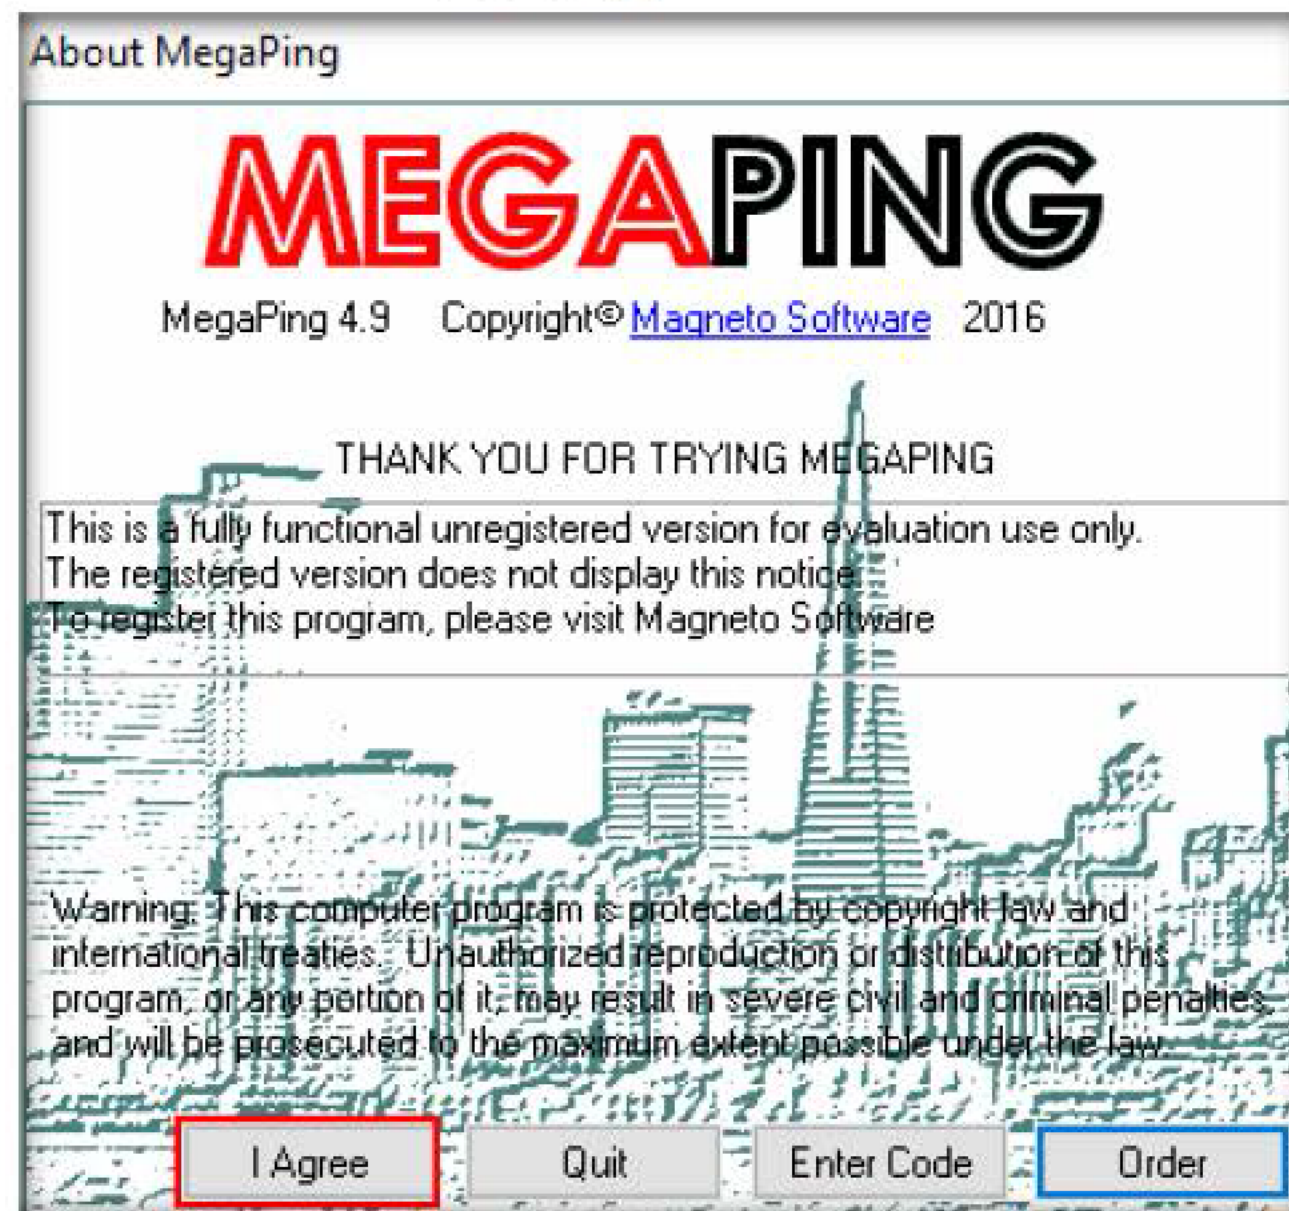 About MegaPing
MEGAPING
MegaPing 4.9 Copyright© Magneto Software 2016
THANK YOU FOR TRYING MEGAPING
This is a fully functional unregistered version for evaluation use only.
The registered version does not display this notice.
To register this program, please visit Magneto Software
Warning: This computer program is protected by copyright law and
international treaties. Unauthorized reproduction or distribution of this
program, or any portion of it, may result in severe civil and criminal penalties,
and will be prosecuted to the maximum extent possible under the law.
I Agree Quit Enter Code Order